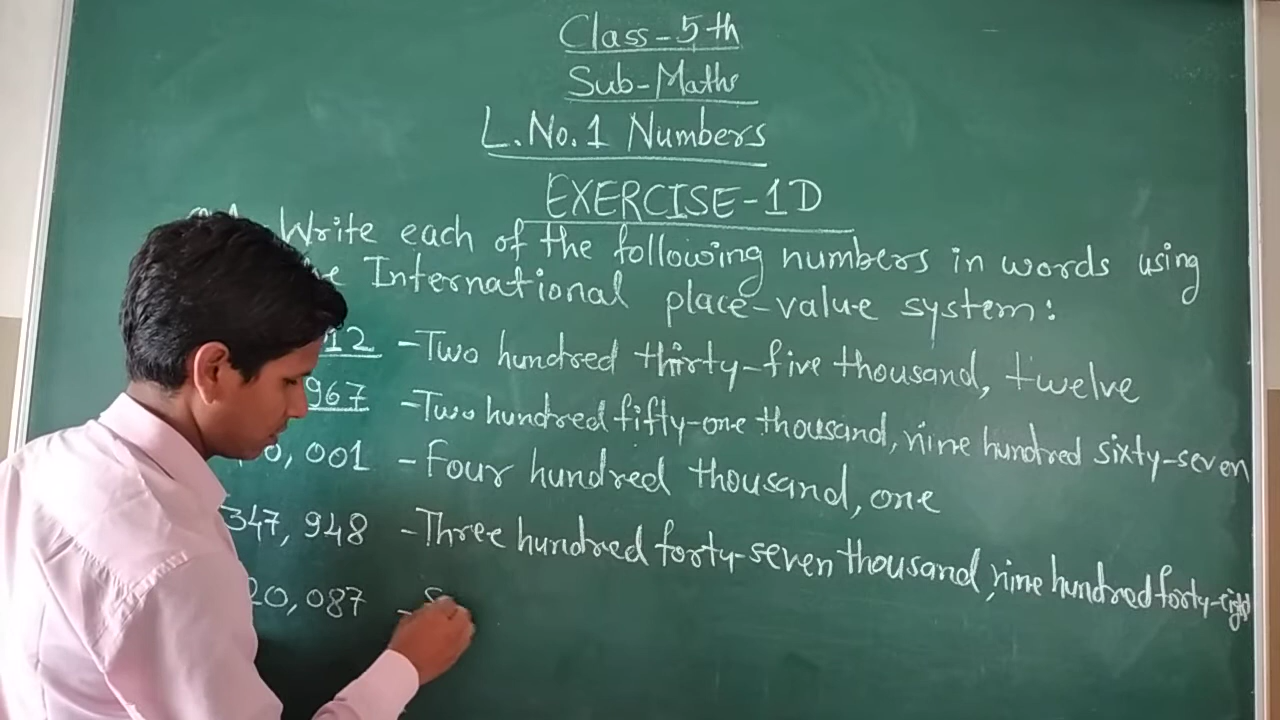 Class-5th
Sub-Maths
L.No.1 Numbers
EXERCISE-1D
Write each of the following numbers in words using
International place-value system:
12 -Two hundred thirty-five thousand, twelve
967 -Two hundred fifty-one thousand, nine hundred sixty-seven
0,001 -Four hundred thousand, one
347,948 -Three hundred forty-seven thousand, nine hundred forty-eight
20,087 -